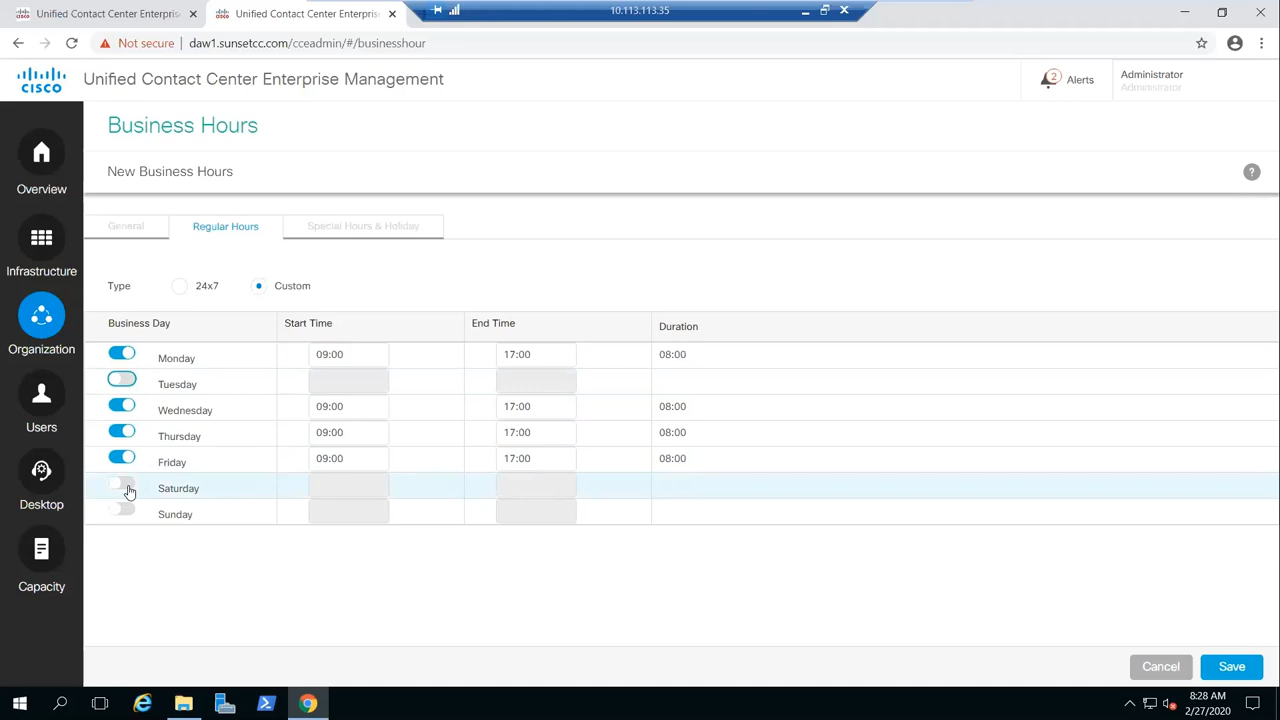 Unified Contact Center Enterprise
Unified Contact Center Enterpris
10.113.113.35
Not secure
daw1.sunsetcc.com/cceadmin/#/businesshour
CISCO
Unified Contact Center Enterprise Management
2
Alerts
Administrator
Administrator
Business Hours
New Business Hours
?
Overview
Infrastructure
Organization
Users
Desktop
Capacity
General
Regular Hours
Special Hours & Holiday
Type
24x7
Custom
Business Day
Start Time
End Time
Duration
Monday 09:00 17:00 08:00
Tuesday
Wednesday 09:00 17:00 08:00
Thursday 09:00 17:00 08:00
Friday 09:00 17:00 08:00
Saturday
Sunday
Cancel
Save
8:28 AM
2/27/2020